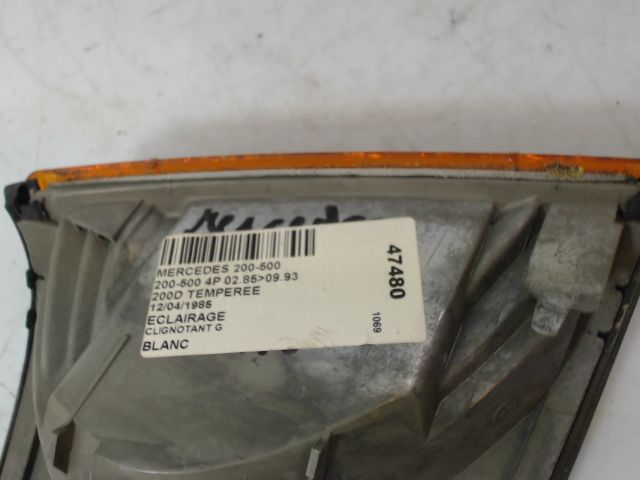 Mercedes
MERCEDES 200-500
200-500 4P 02.85>09.93
200D TEMPEREE
12/04/1985
ECLAIRAGE
CLIGNOTANT G
BLANC
47480
1069